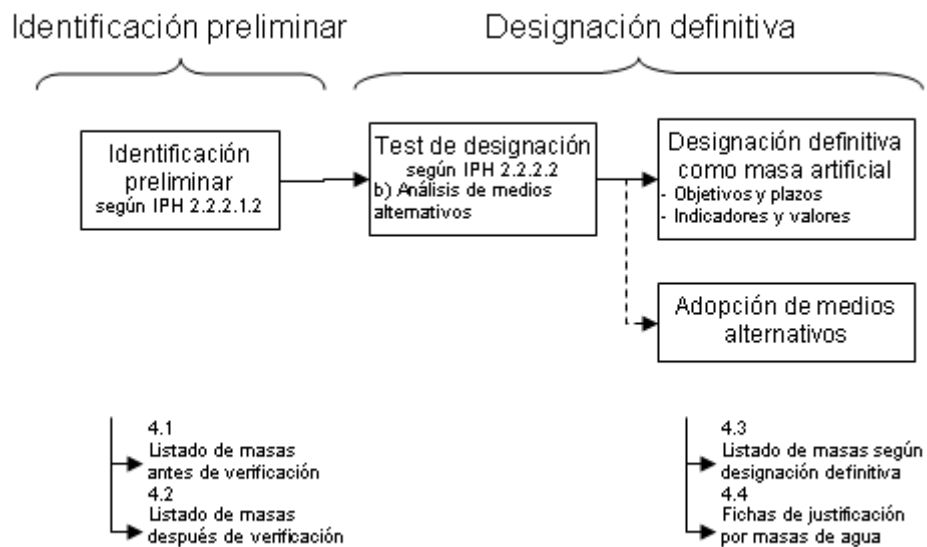 Identificación preliminar
Designación definitiva
Identificación
preliminar
según IPH 2.2.2.1.2
Test de designación
según IPH 2.2.2.2
b) Análisis de medios
alternativos
Designación definitiva
como masa artificial
- Objetivos y plazos
- Indicadores y valores
Adopción de medios
alternativos
4.1
Listado de masas
antes de verificación
4.2
Listado de masas
después de verificación
4.3
Listado de masas según
designación definitiva
4.4
Fichas de justificación
por masas de agua